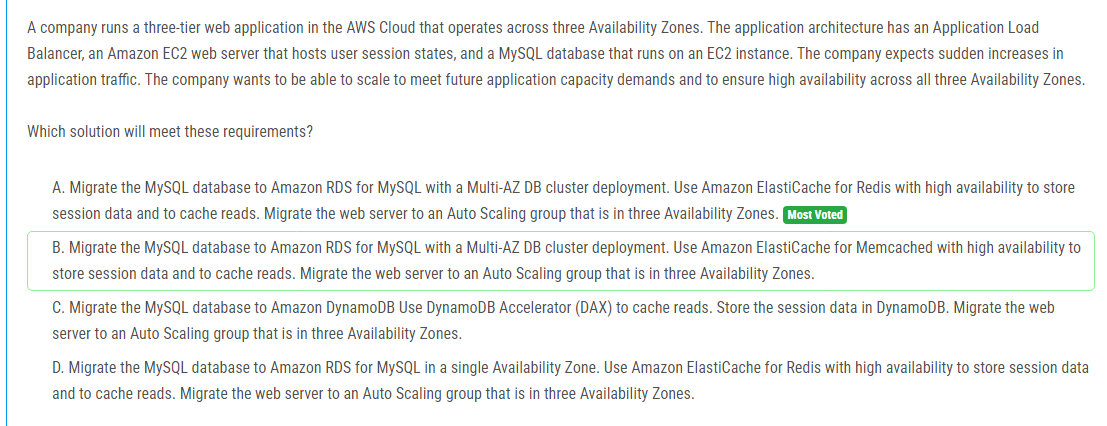 A company runs a three-tier web application in the AWS Cloud that operates across three Availability Zones. The application architecture has an Application Load
Balancer, an Amazon EC2 web server that hosts user session states, and a MySQL database that runs on an EC2 instance. The company expects sudden increases in
application traffic. The company wants to be able to scale to meet future application capacity demands and to ensure high availability across all three Availability Zones.
Which solution will meet these requirements?
A. Migrate the MySQL database to Amazon RDS for MySQL with a Multi-AZ DB cluster deployment. Use Amazon ElastiCache for Redis with high availability to store
session data and to cache reads. Migrate the web server to an Auto Scaling group that is in three Availability Zones. Most Voted
B. Migrate the MySQL database to Amazon RDS for MySQL with a Multi-AZ DB cluster deployment. Use Amazon ElastiCache for Memcached with high availability to
store session data and to cache reads. Migrate the web server to an Auto Scaling group that is in three Availability Zones.
C. Migrate the MySQL database to Amazon DynamoDB Use DynamoDB Accelerator (DAX) to cache reads. Store the session data in DynamoDB. Migrate the web
server to an Auto Scaling group that is in three Availability Zones.
D. Migrate the MySQL database to Amazon RDS for MySQL in a single Availability Zone. Use Amazon ElastiCache for Redis with high availability to store session data
and to cache reads. Migrate the web server to an Auto Scaling group that is in three Availability Zones.